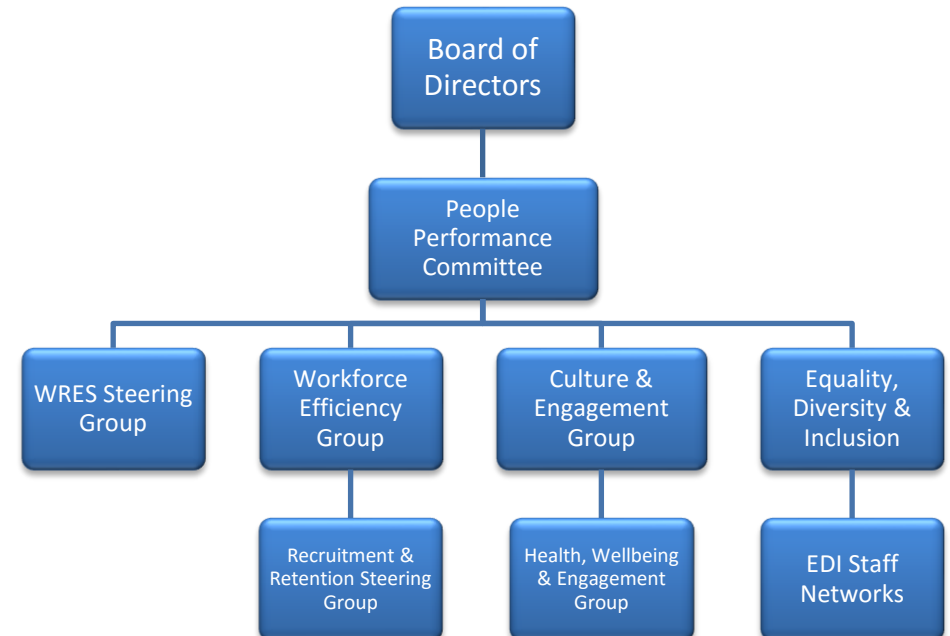 Board of
Directors
People
Performance
Committee
WRES Steering
Group
Workforce
Efficiency
Group
Culture &
Engagement
Group
Equality,
Diversity &
Inclusion
Recruitment &
Retention Steering
Group
Health, Wellbeing
& Engagement
Group
EDI Staff
Networks